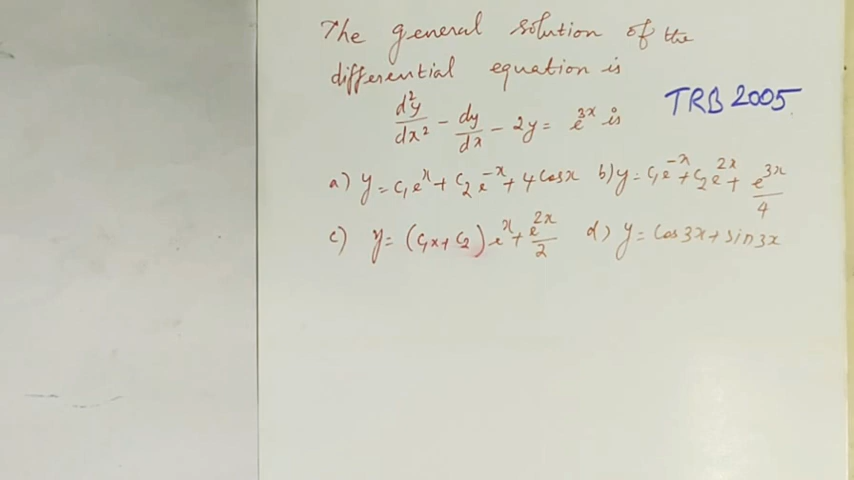 The general solution of the
differential equation is
d²y/dx² - dy/dx - 2y = e^3x is
TRB 2005
a) y = c₁e^x + c₂e^-x + 4 cos x b) y = c₁e^-x + c₂e^2x + e^3x/4
c) y = (c₁x + c₂)e^x + e^2x/2 d) y = cos 3x + sin 3x